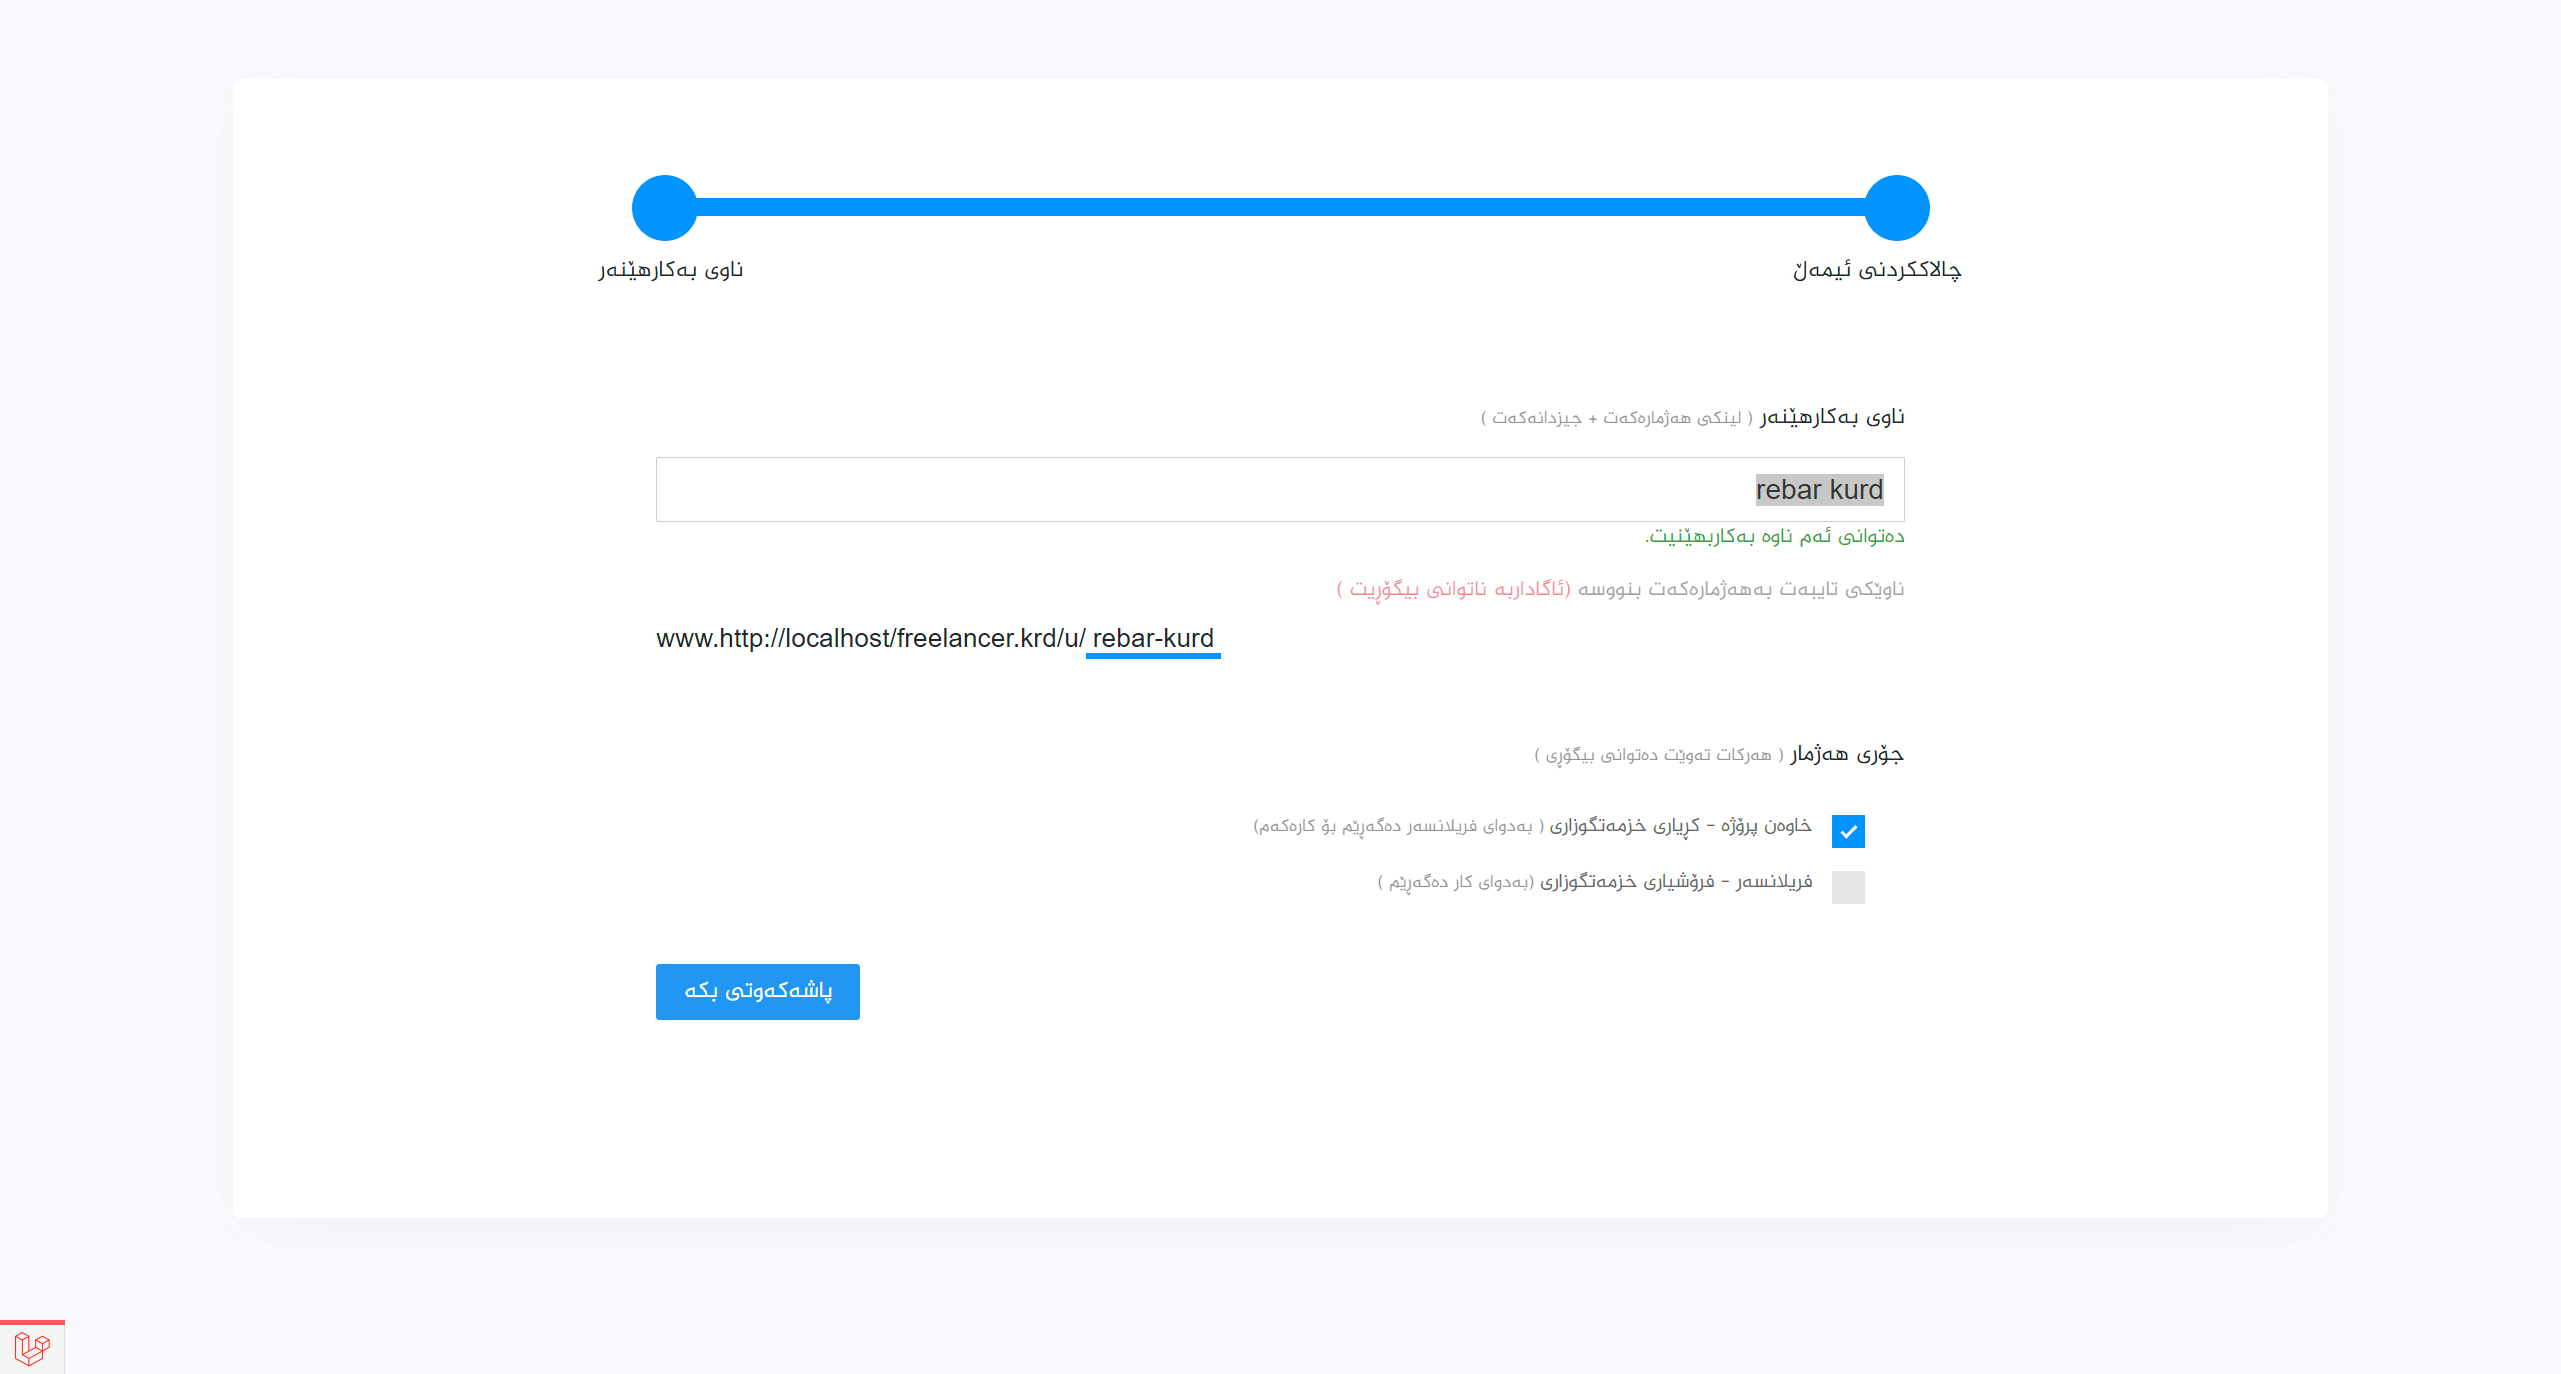 چالاککردنی ئیمەڵ
ناوی بەکارهێنەر
ناوی بەکارهێنەر ( لینکی هەژمارەکەت + جیزدانەکەت )
rebar kurd
دەتوانی ئەم ناوە بەکاربهێنیت.
ناوێکی تایبەت بەهەژمارەکەت بنووسە (ئاگاداربە ناتوانی بیگۆڕیت )
www.http://localhost/freelancer.krd/u/ rebar-kurd
جۆری هەژمار ( هەرکات تەوێت دەتوانی بیگۆڕی )
خاوەن پرۆژە - کڕیاری خزمەتگوزاری ( بەدوای فریلانسەر دەگەڕێم بۆ کارەکەم)
فریلانسەر - فرۆشیاری خزمەتگوزاری (بەدوای کار دەگەڕێم )
پاشەکەوتی بکە